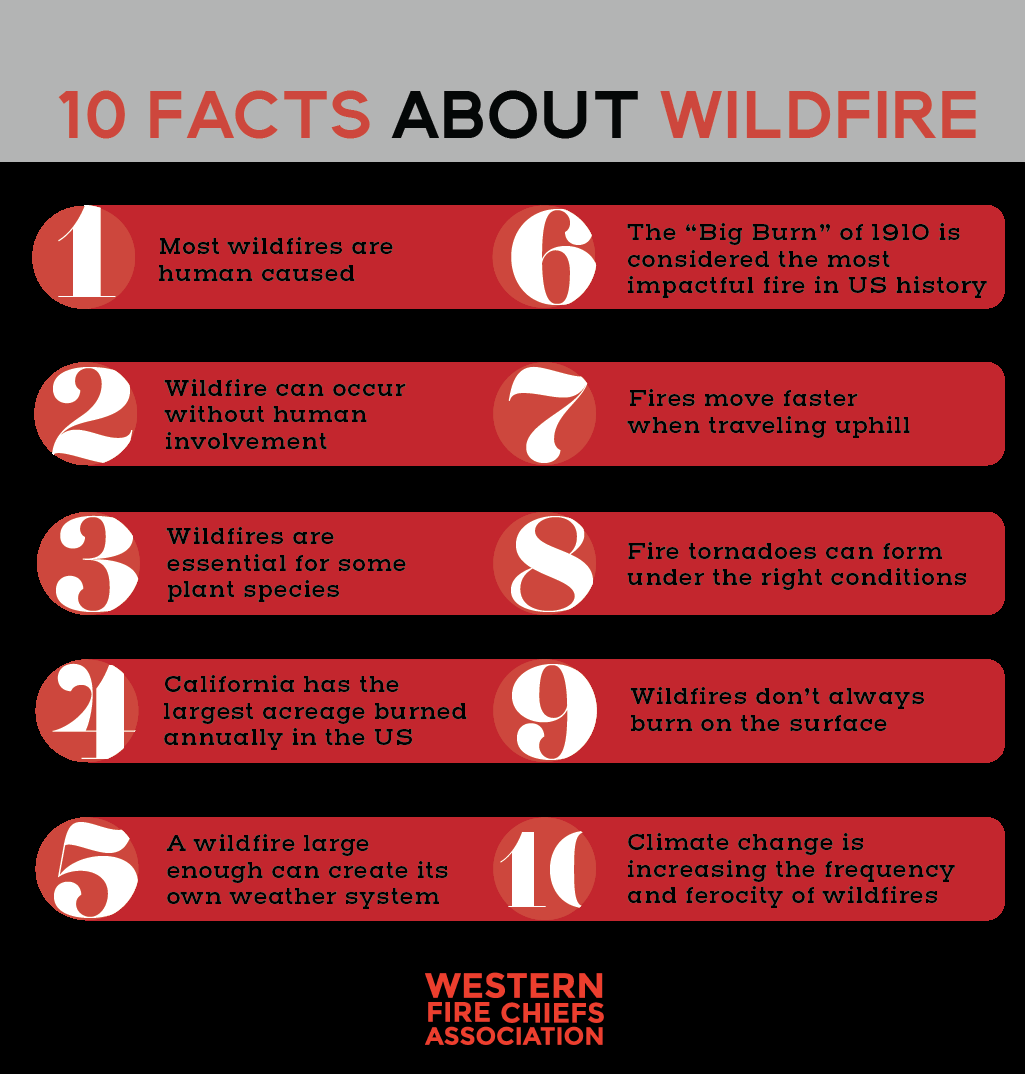 10 FACTS ABOUT WILDFIRE
1
Most wildfires are
human caused
2
Wildfire can occur
without human
involvement
3
Wildfires are
essential for some
plant species
4
California has the
largest acreage burned
annually in the US
5
A wildfire large
enough can create its
own weather system
6
The “Big Burn” of 1910 is
considered the most
impactful fire in US history
7
Fires move faster
when traveling uphill
8
Fire tornadoes can form
under the right conditions
9
Wildfires don’t always
burn on the surface
10
Climate change is
increasing the frequency
and ferocity of wildfires
WESTERN
FIRE CHIEFS
ASSOCIATION